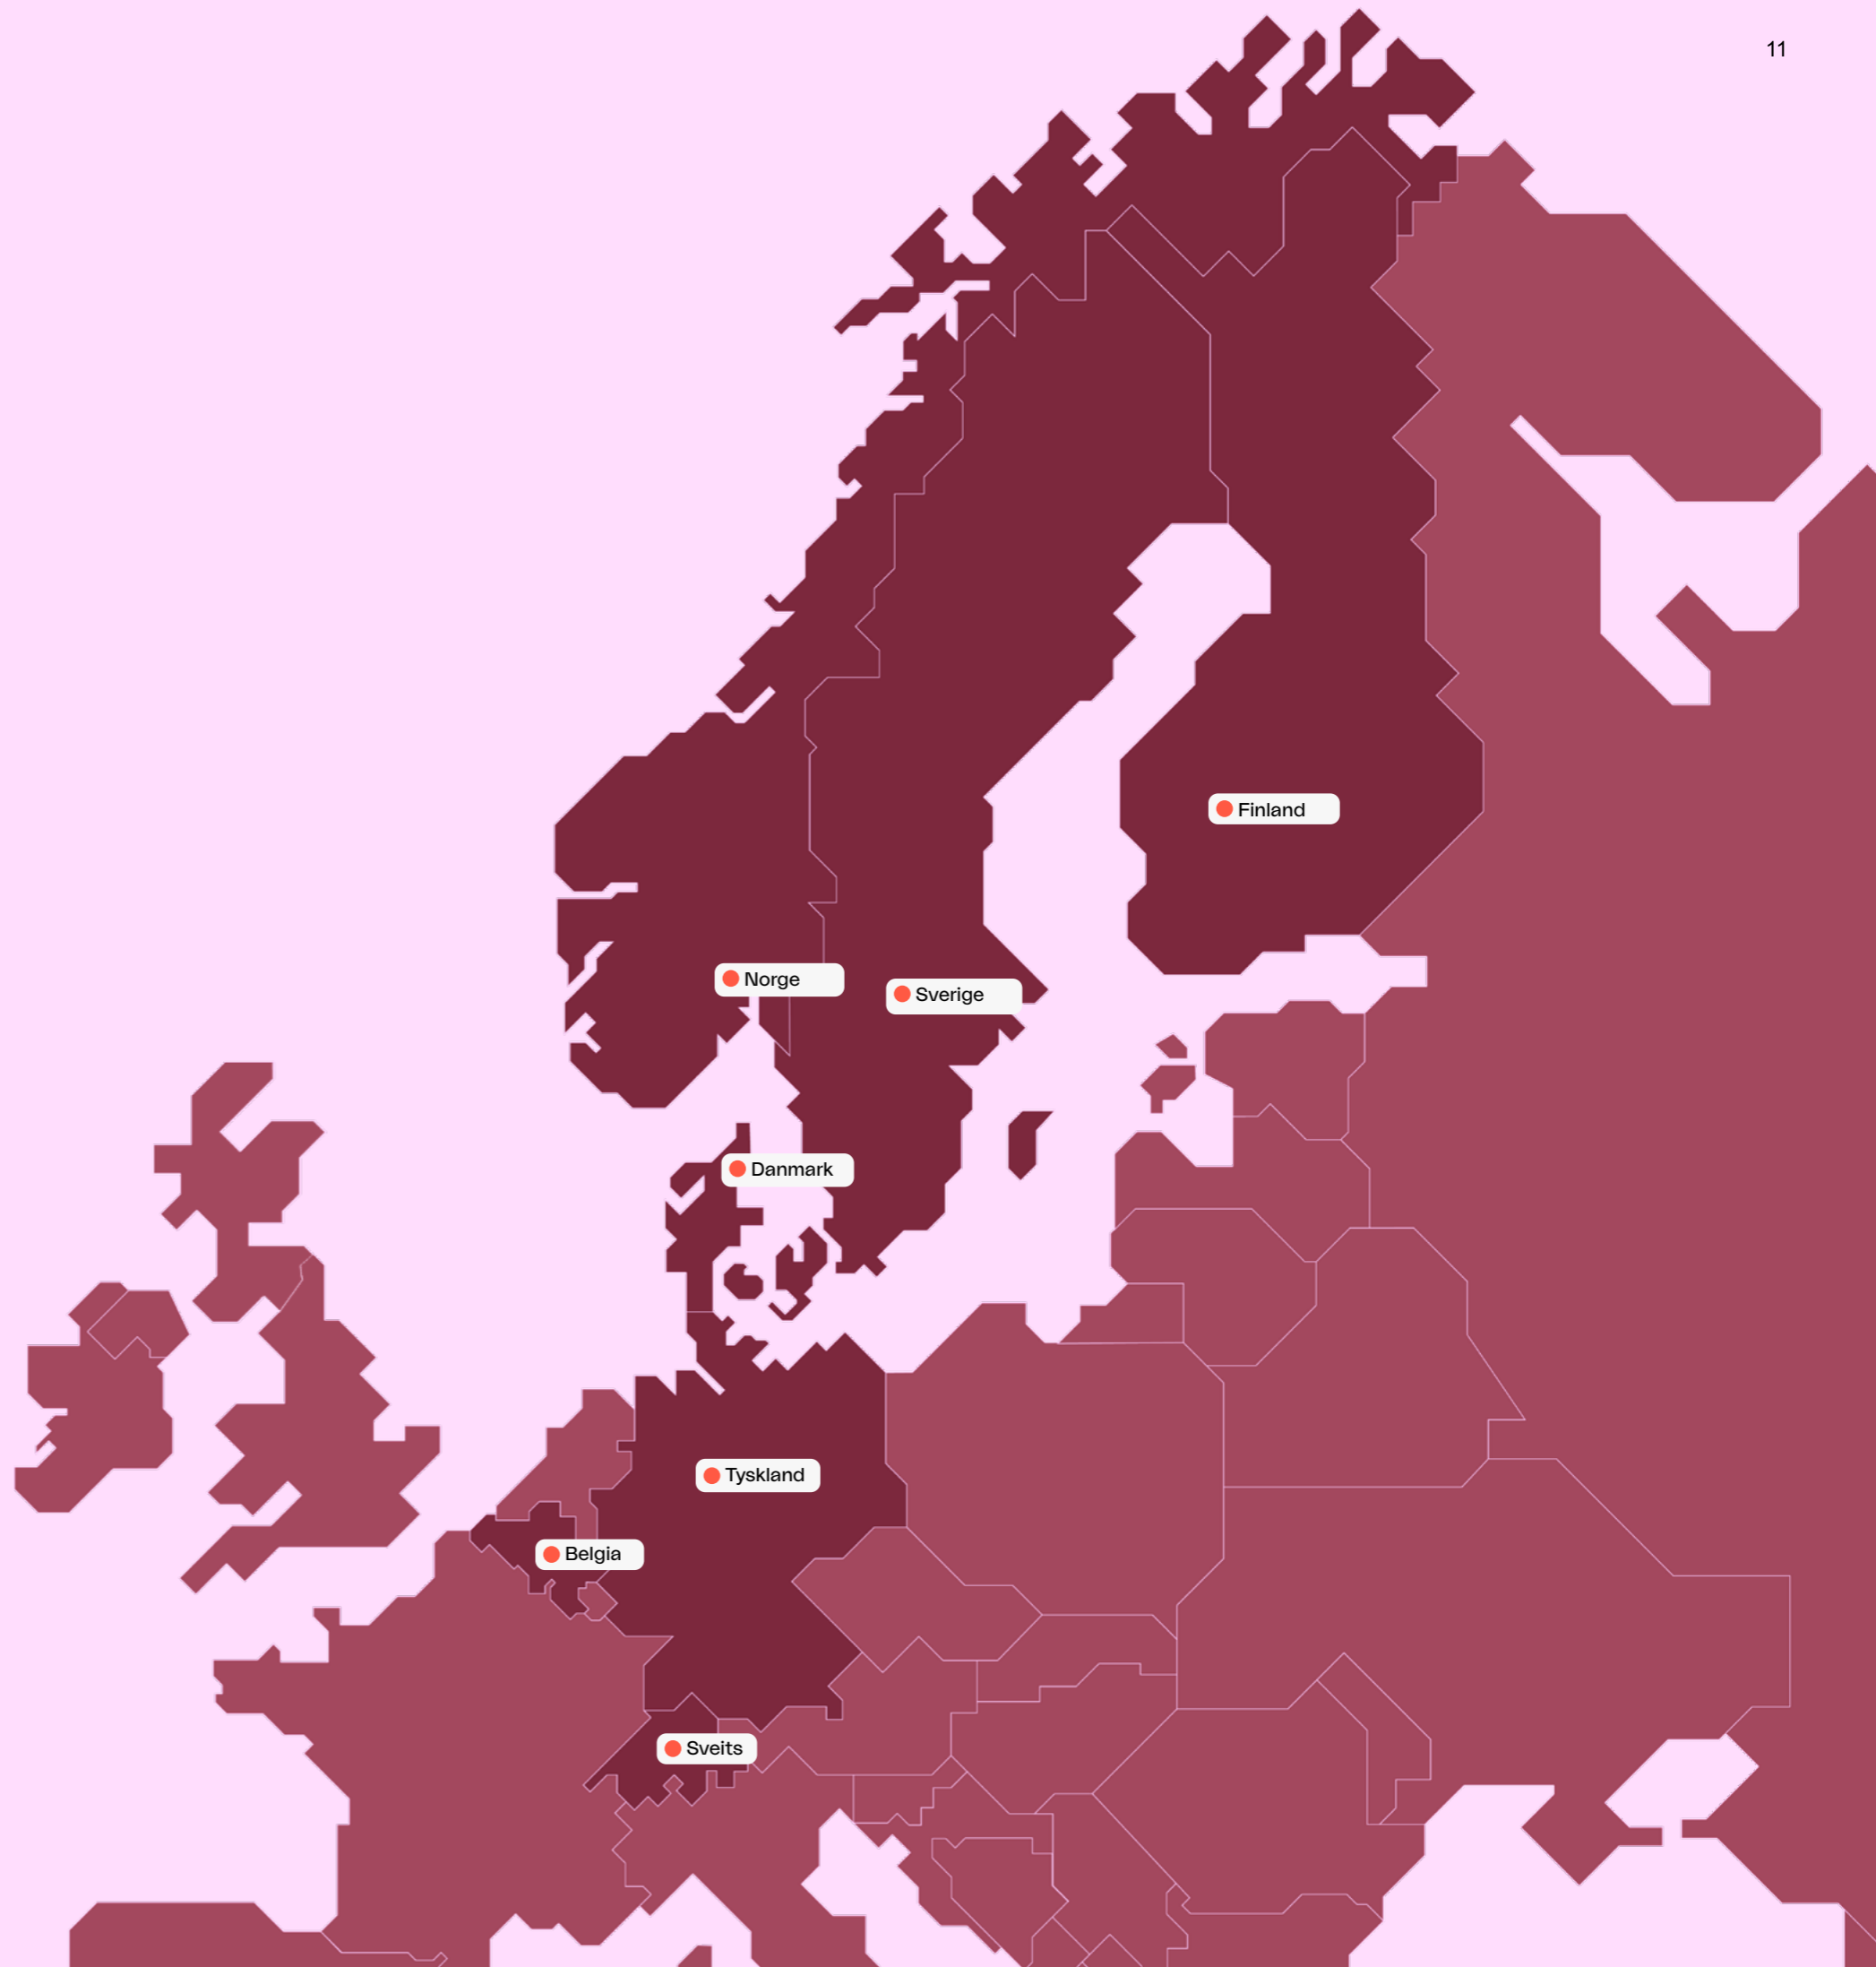 11
Finland
Norge
Sverige
Danmark
Tyskland
Belgia
Sveits